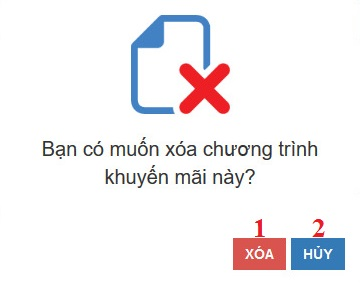 Bạn có muốn xóa chương trình
khuyến mãi này?
1 2
XÓA HỦY